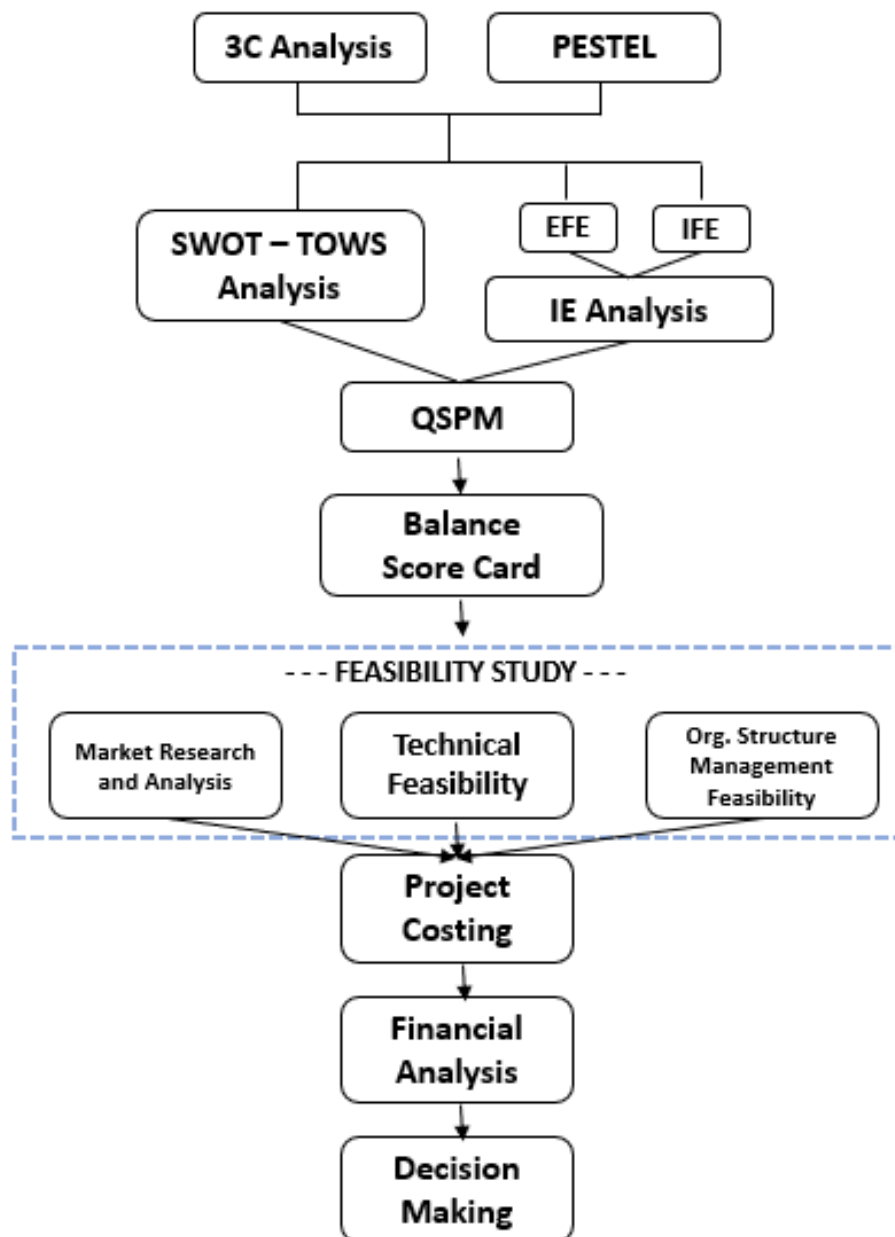 3C Analysis
PESTEL
SWOT – TOWS
Analysis
EFE
IFE
IE Analysis
QSPM
Balance
Score Card
- - - FEASIBILITY STUDY - - -
Market Research
and Analysis
Technical
Feasibility
Org. Structure
Management
Feasibility
Project
Costing
Financial
Analysis
Decision
Making